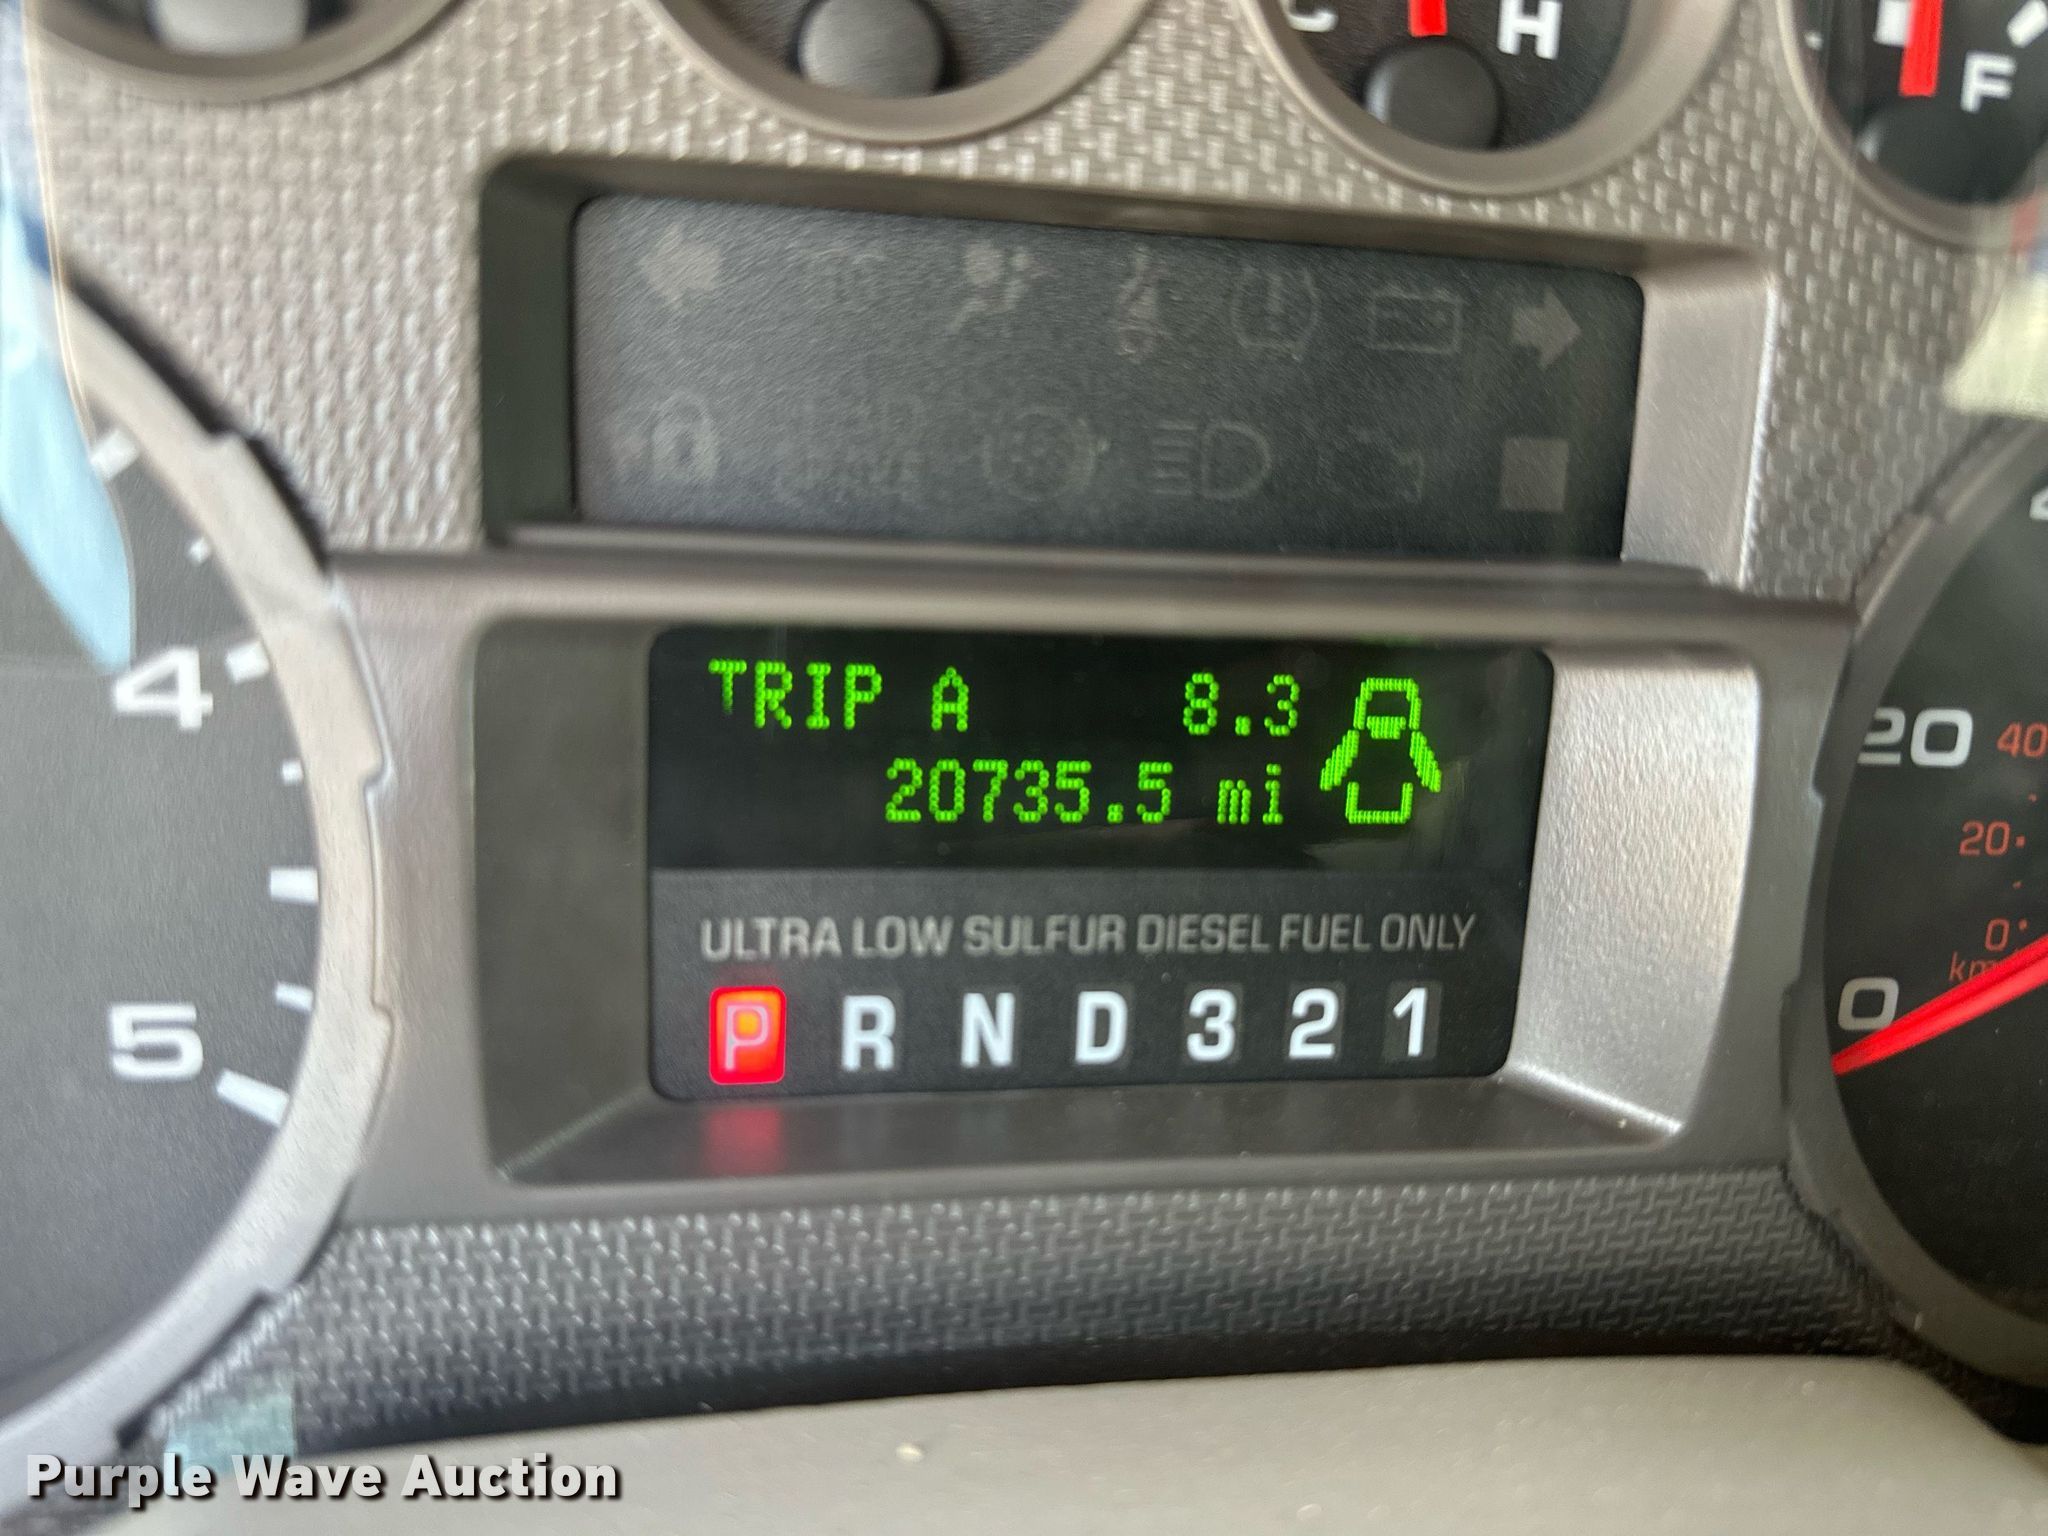 C H
F
4
5
TRIP A 8.3
20735.5 mi
ULTRA LOW SULFUR DIESEL FUEL ONLY
P R N D 3 2 1
20 40
20
0
0
Purple Wave Auction